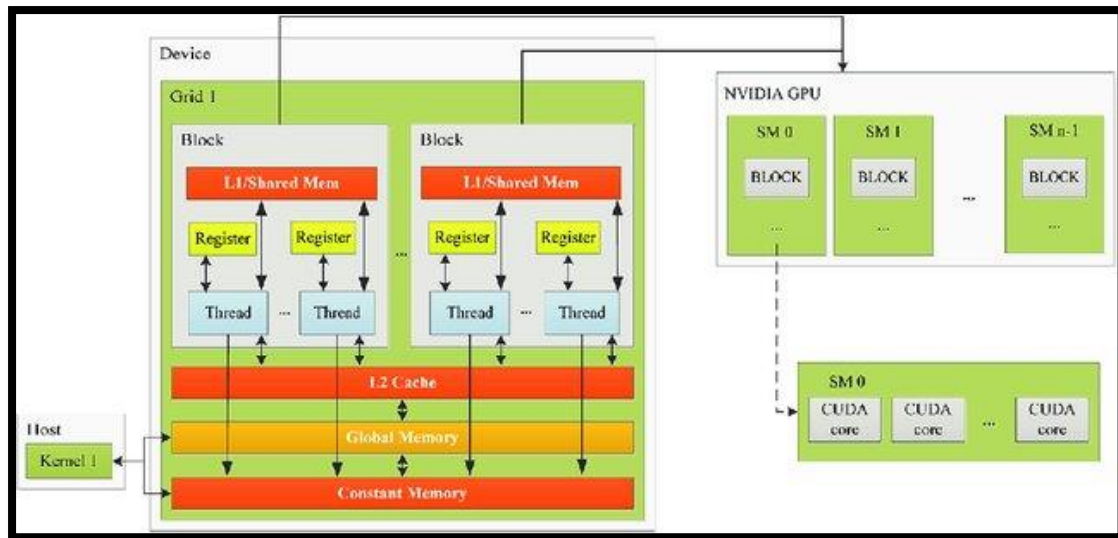 Device
Grid 1
Block
L1/Shared Mem
Register
Register
Thread
...
Thread
...
Block
L1/Shared Mem
Register
Register
Thread
...
Thread
L2 Cache
Global Memory
Constant Memory
Host
Kernel 1
NVIDIA GPU
SM 0
BLOCK
...
SM 1
BLOCK
...
...
SM n-1
BLOCK
...
SM 0
CUDA
core
CUDA
core
...
CUDA
core